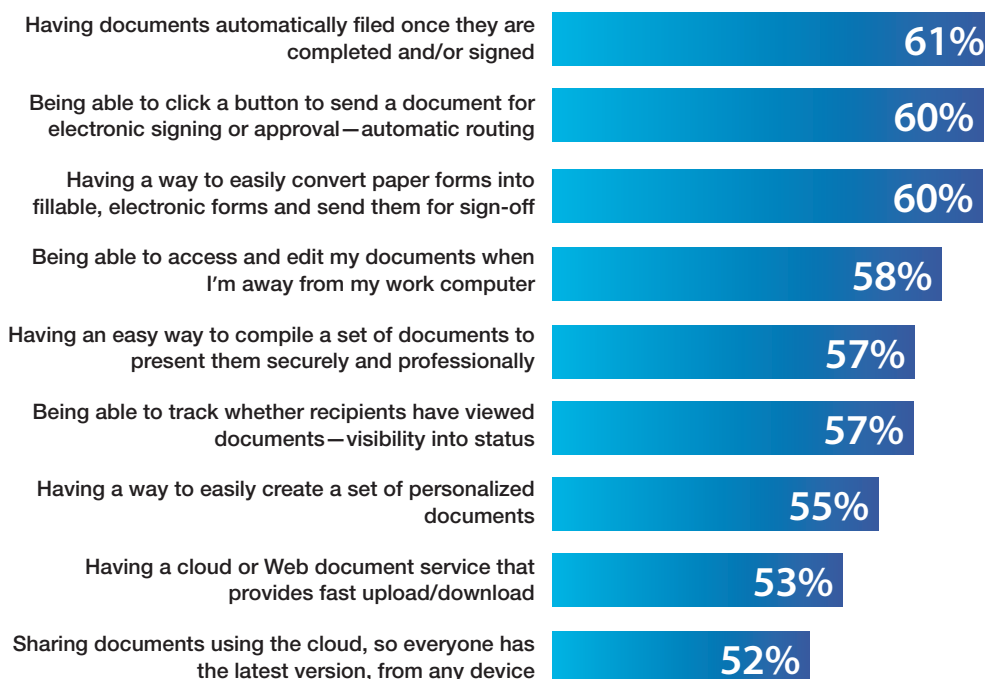 Having documents automatically filed once they are
completed and/or signed
61%
Being able to click a button to send a document for
electronic signing or approval—automatic routing
60%
Having a way to easily convert paper forms into
fillable, electronic forms and send them for sign-off
60%
Being able to access and edit my documents when
I'm away from my work computer
58%
Having an easy way to compile a set of documents to
present them securely and professionally
57%
Being able to track whether recipients have viewed
documents—visibility into status
57%
Having a way to easily create a set of personalized
documents
55%
Having a cloud or Web document service that
provides fast upload/download
53%
Sharing documents using the cloud, so everyone has
the latest version, from any device
52%